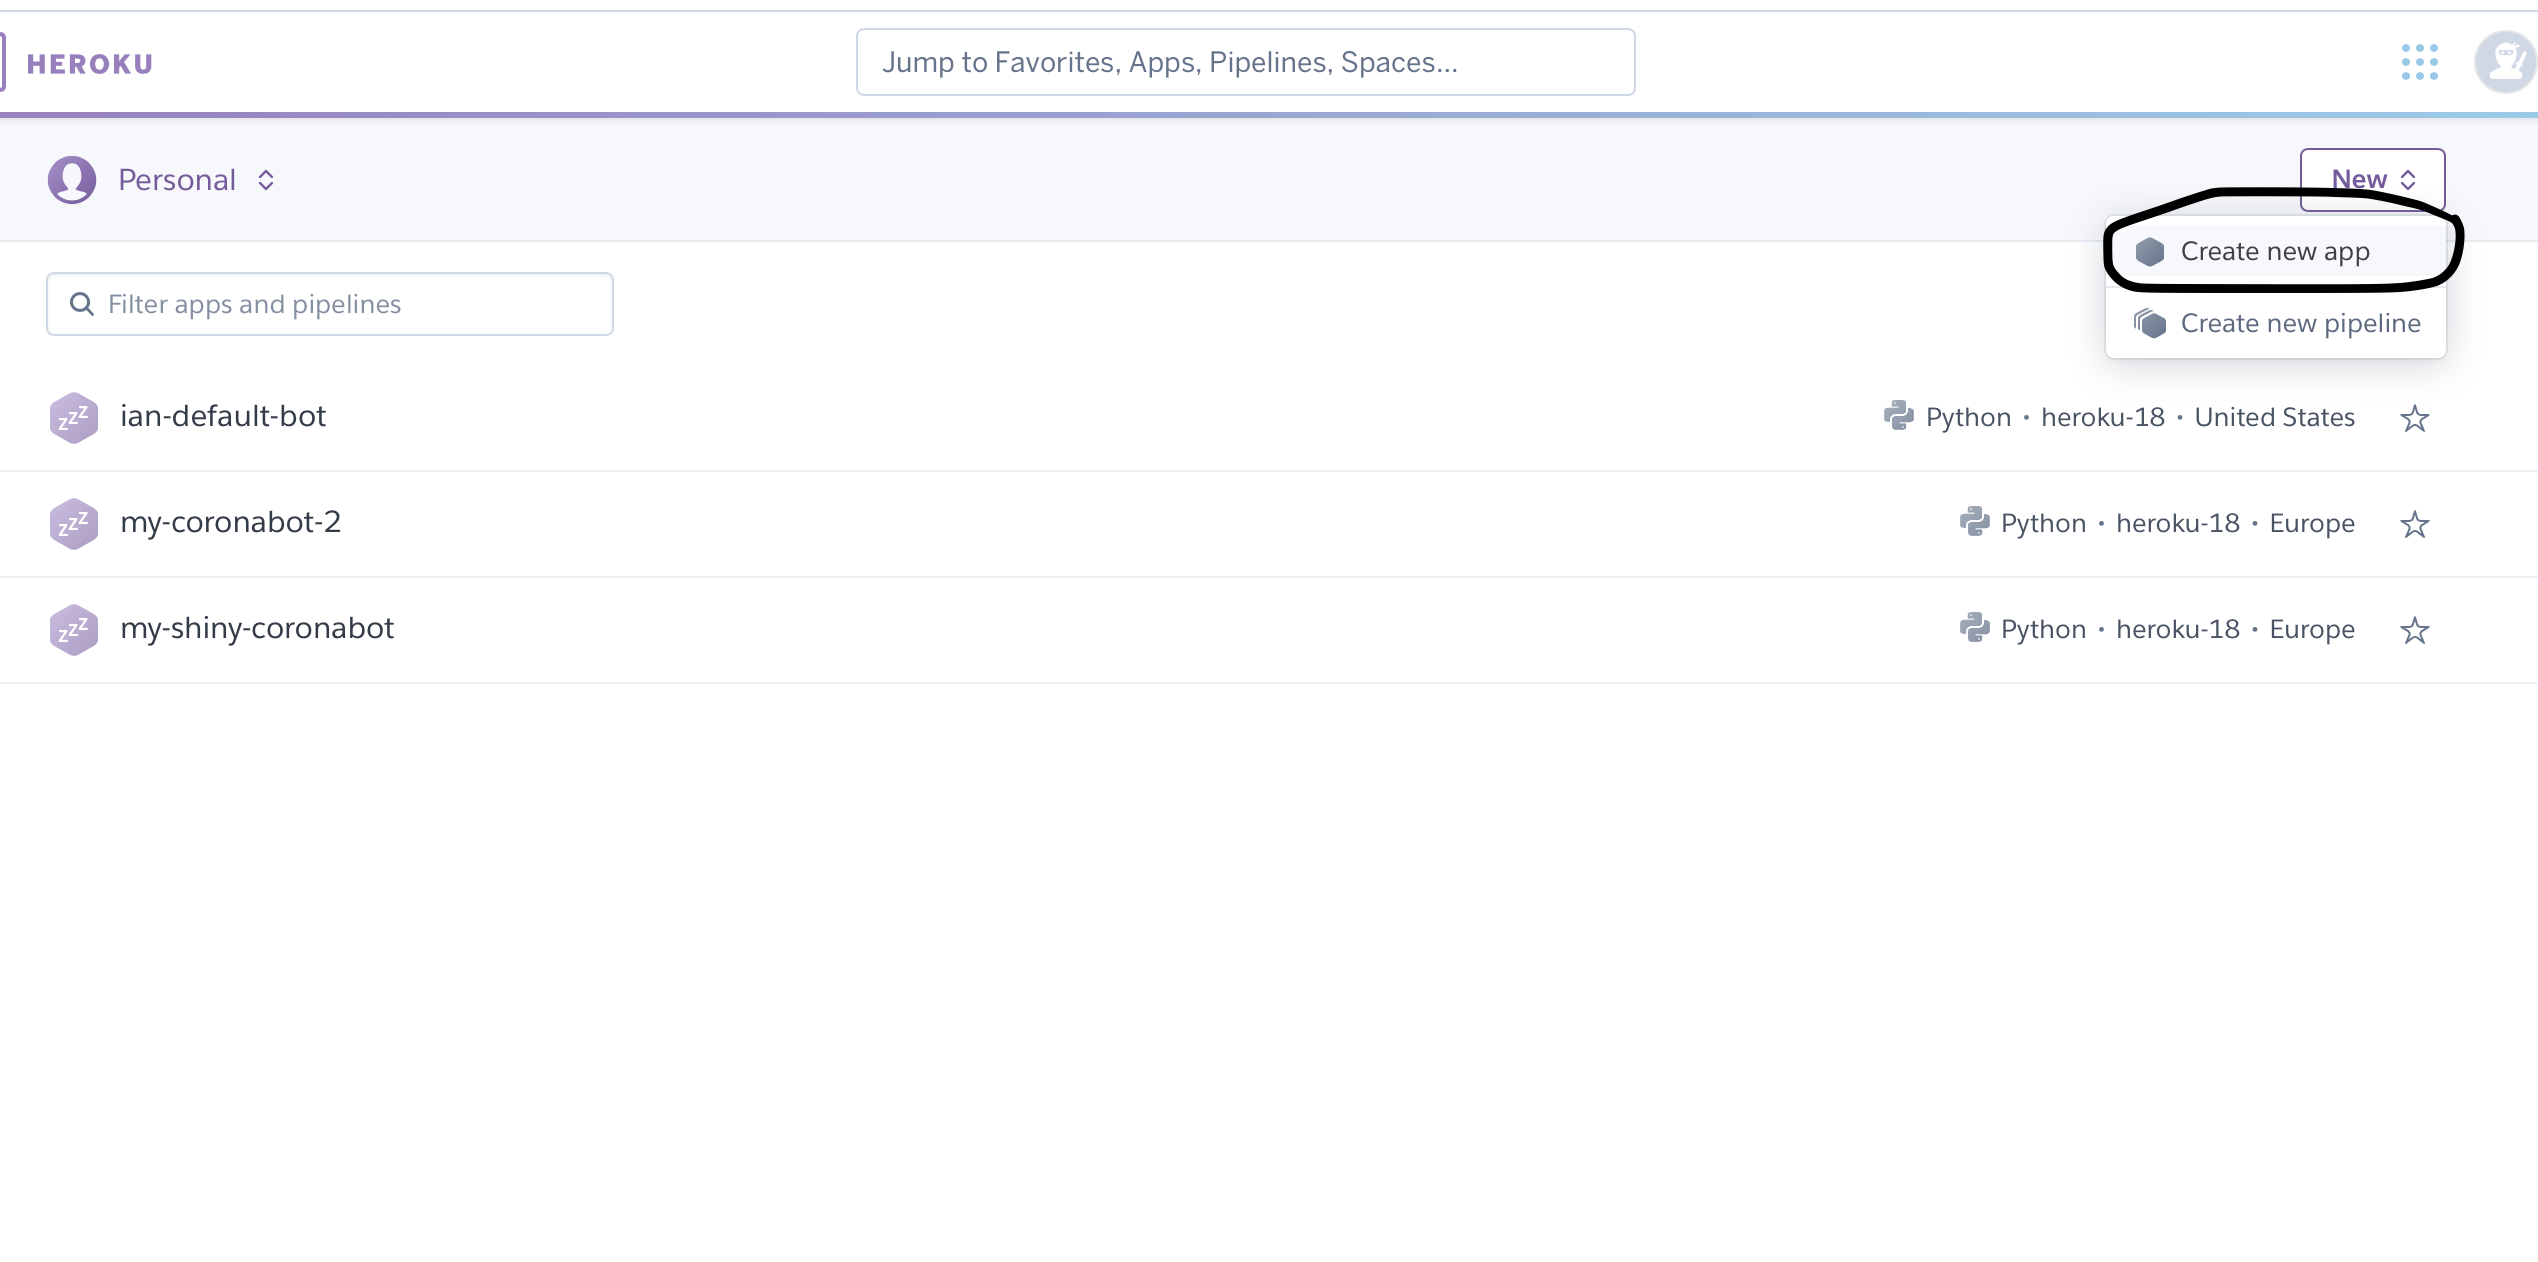 HEROKU
Jump to Favorites, Apps, Pipelines, Spaces...
Personal
New
Create new app
Create new pipeline
Filter apps and pipelines
zzz ian-default-bot Python • heroku-18 • United States
zzz my-coronabot-2 Python • heroku-18 • Europe
zzz my-shiny-coronabot Python • heroku-18 • Europe